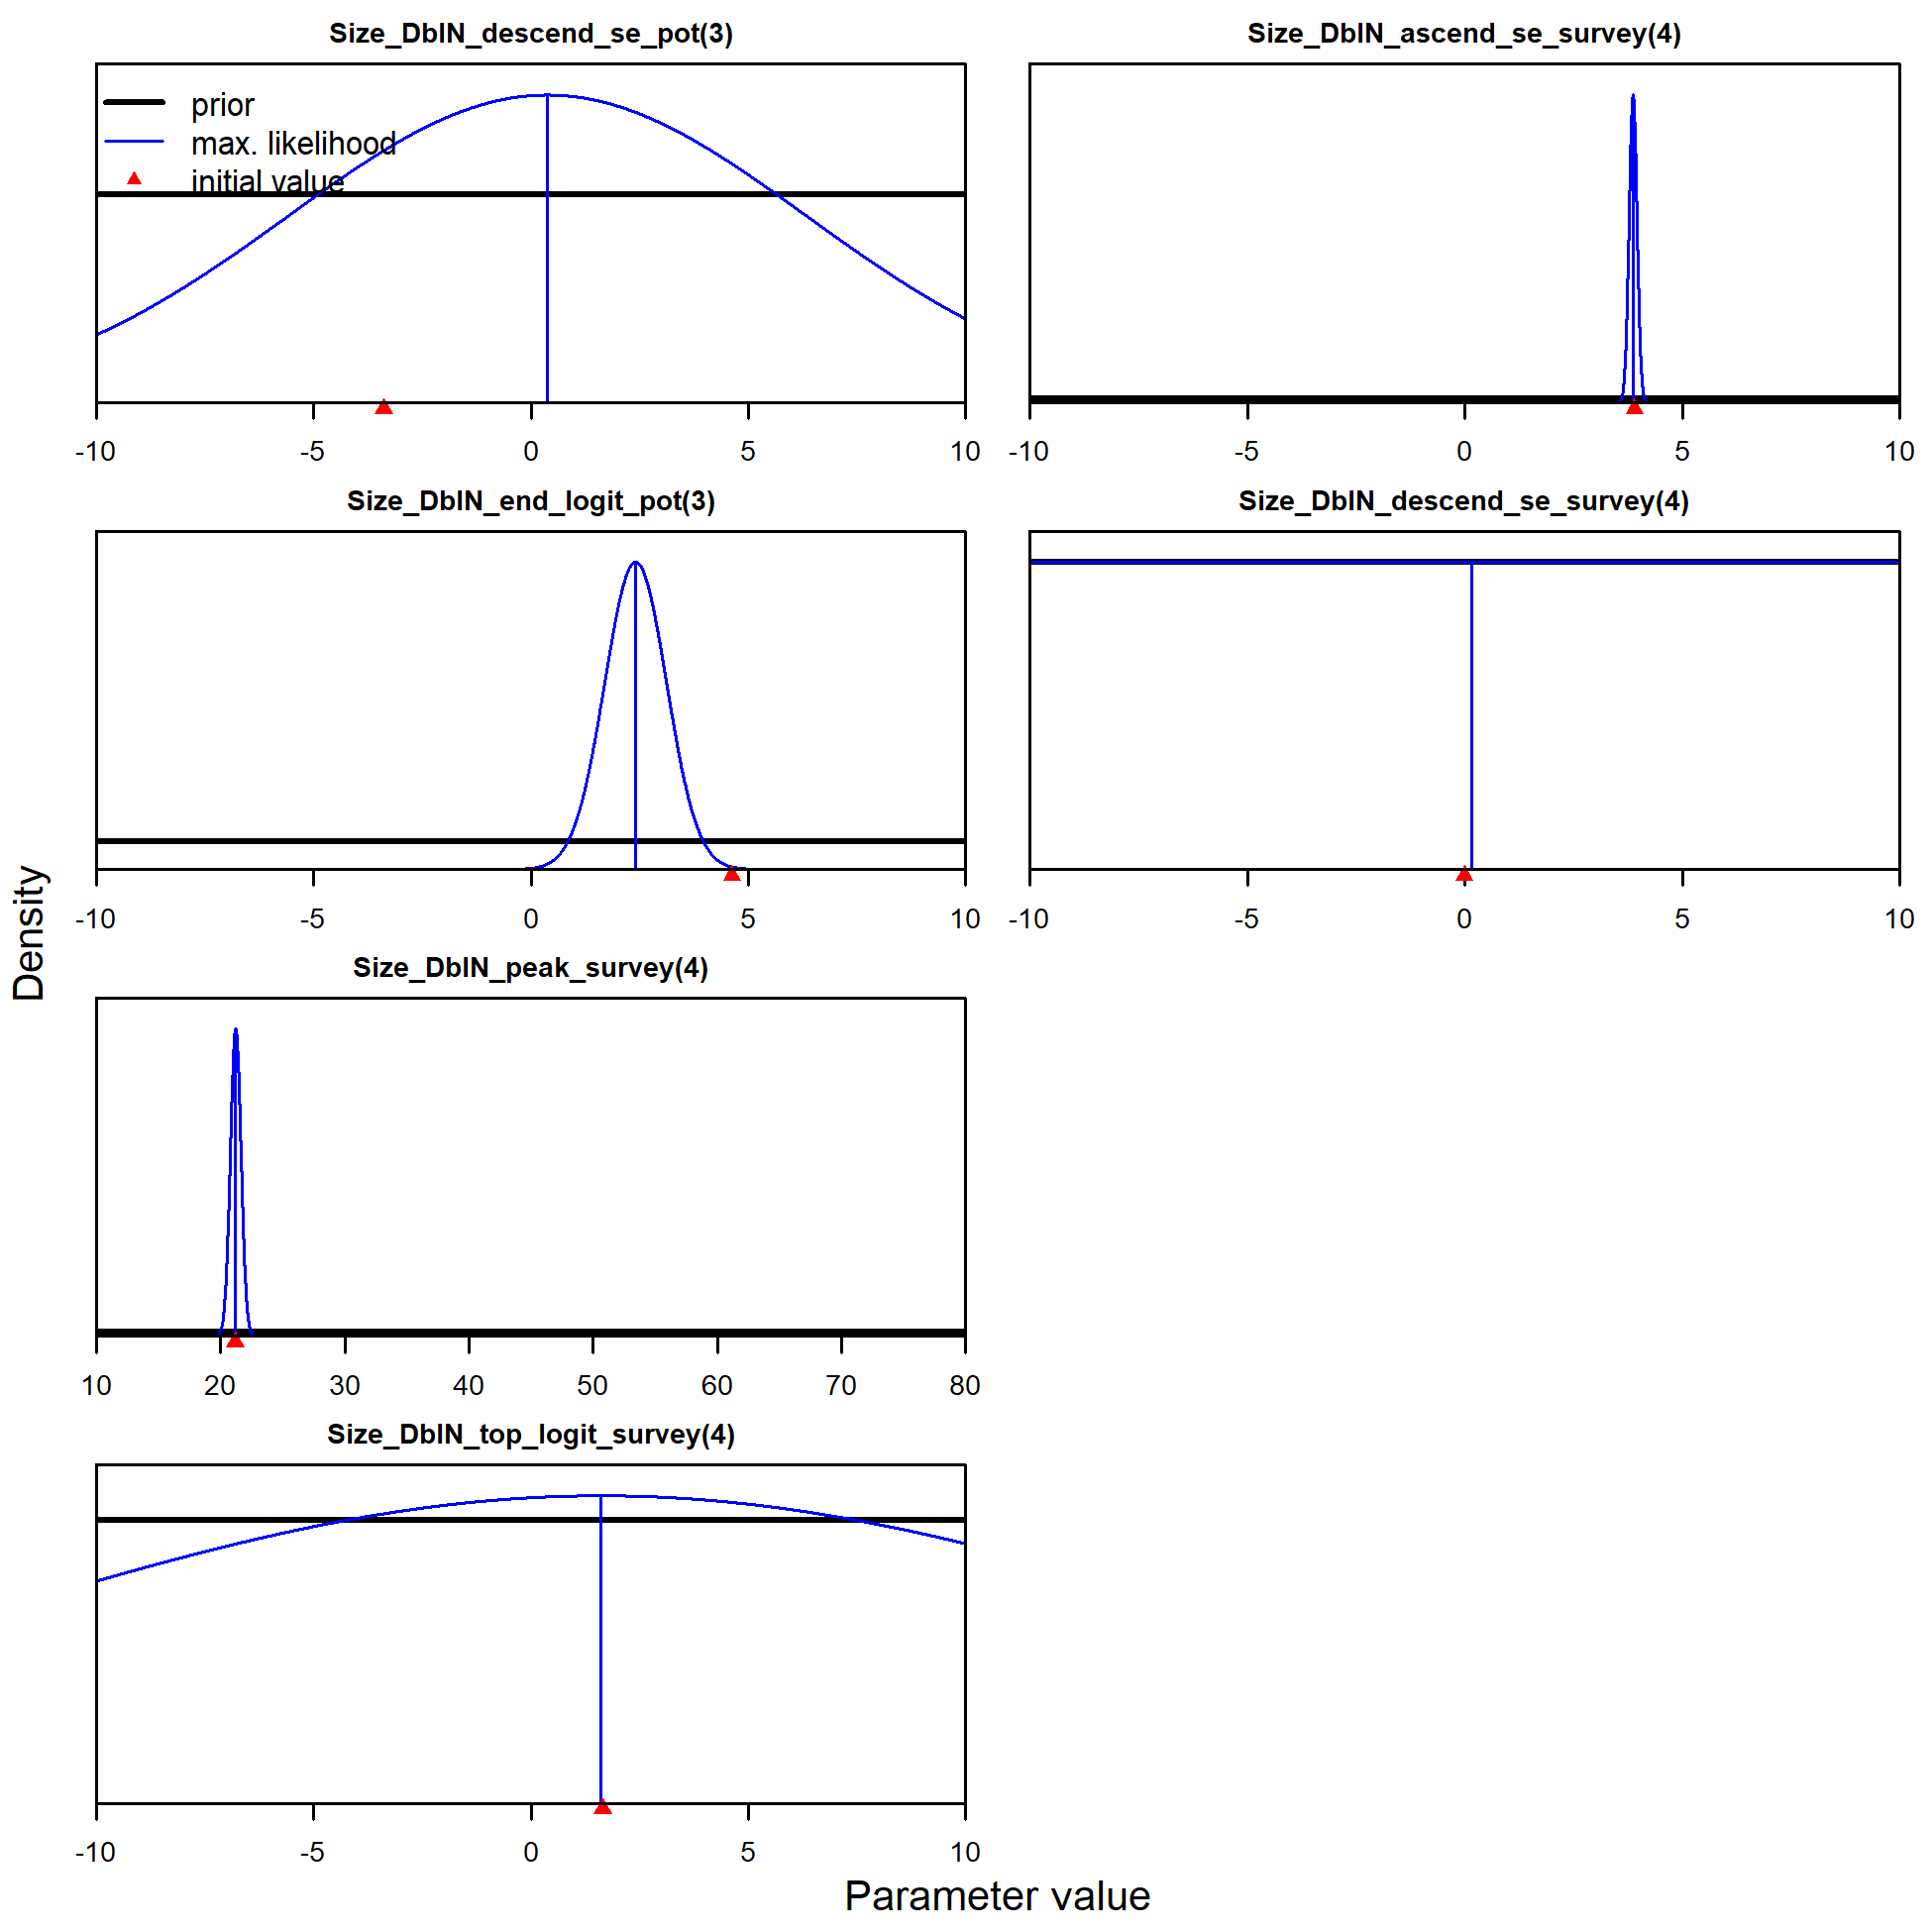 Size_DblN_descend_se_pot(3)
prior
max. likelihood
initial value
-10 -5 0 5 10
Size_DblN_end_logit_pot(3)
-10 -5 0 5 10
Size_DblN_peak_survey(4)
10 20 30 40 50 60 70 80
Size_DblN_top_logit_survey(4)
-10 -5 0 5 10
Size_DblN_ascend_se_survey(4)
-10 -5 0 5 10
Size_DblN_descend_se_survey(4)
-10 -5 0 5 10
Density
Parameter value